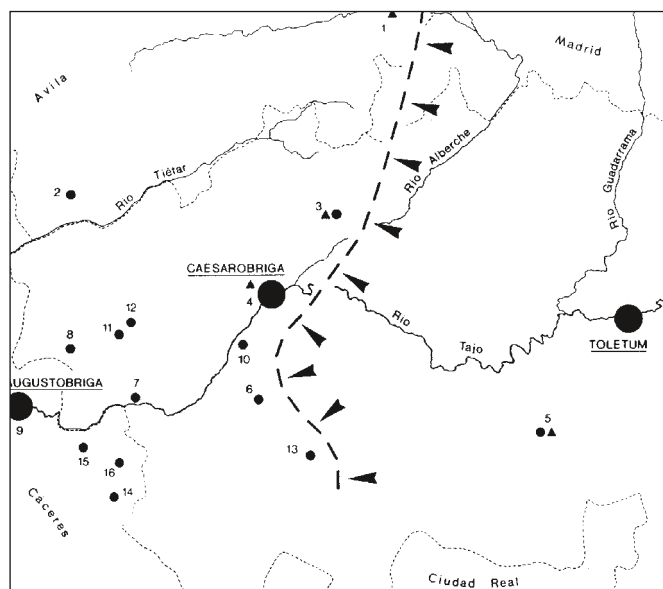 1
Madrid
Avila
Rio Alberche
Rio Guadarrama
Rio Tiétar
2
3
CAESAROBRIGA
4
12
11
8
10
Rio Tajo
TOLETUM
AUGUSTOBRIGA
9
7
6
5
13
15
16
14
Cáceres
Ciudad Real